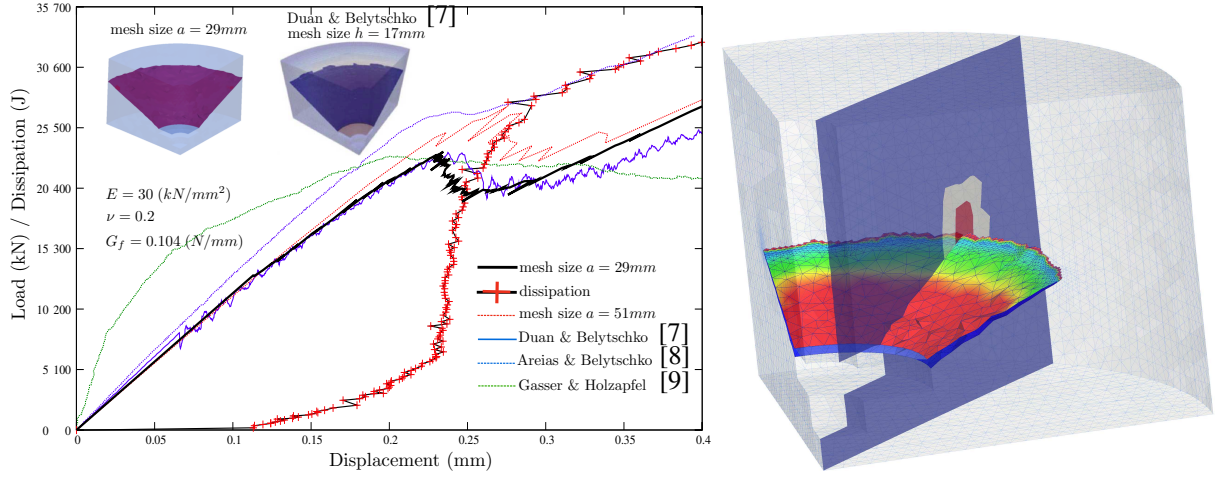 35 700
30 600
25 500
20 400
15 300
10 200
5 100
0 0
Load (kN) / Dissipation (J)
mesh size a = 29mm
Duan & Belytschko [7]
mesh size h = 17mm
E = 30 (kN/mm²)
ν = 0.2
G_f = 0.104 (N/mm)
mesh size a = 29mm
dissipation
mesh size a = 51mm
Duan & Belytschko [7]
Areias & Belytschko [8]
Gasser & Holzapfel [9]
0 0.05 0.1 0.15 0.2 0.25 0.3 0.35 0.4
Displacement (mm)